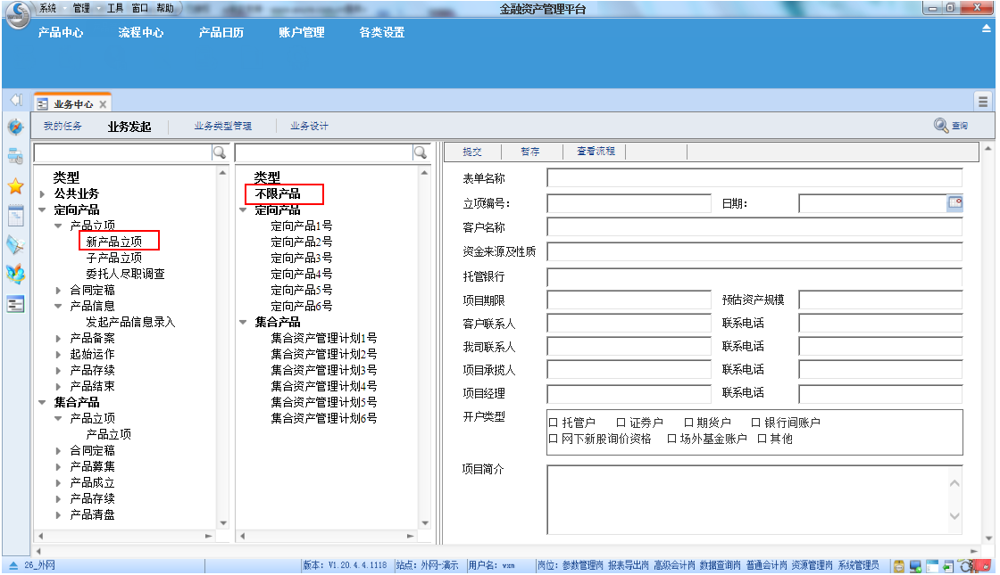 系统 管理 工具 窗口 帮助
金融资产管理平台
产品中心 流程中心 产品日历 账户管理 各类设置
业务中心
我的任务 业务发起 业务类型管理 业务设计 查询
类型
公共业务
定向产品
产品立项
新产品立项
子产品立项
委托人尽职调查
合同定稿
产品信息
发起产品信息录入
产品备案
起始运作
产品存续
产品结束
集合产品
产品立项
产品立项
合同定稿
产品募集
产品成立
产品存续
产品清盘
类型
不限产品
定向产品
定向产品1号
定向产品2号
定向产品3号
定向产品4号
定向产品5号
定向产品6号
集合产品
集合资产管理计划1号
集合资产管理计划2号
集合资产管理计划3号
集合资产管理计划4号
集合资产管理计划5号
集合资产管理计划6号
提交 暂存 查看流程
表单名称
立项编号： 日期：
客户名称
资金来源及性质
托管银行
项目期限 预估资产规模
客户联系人 联系电话
我司联系人 联系电话
项目承揽人 联系电话
项目经理 联系电话
开户类型
托管户 证券户 期货户 银行间账户
网下新股询价资格 场外基金账户 其他
项目简介
26_外网 版本：V1.20.4.4.1118 站点：外网-演示 用户名：wxm 岗位：参数管理岗 报表导出岗 高级会计岗 数据查询岗 普通会计岗 资源管理岗 系统管理员